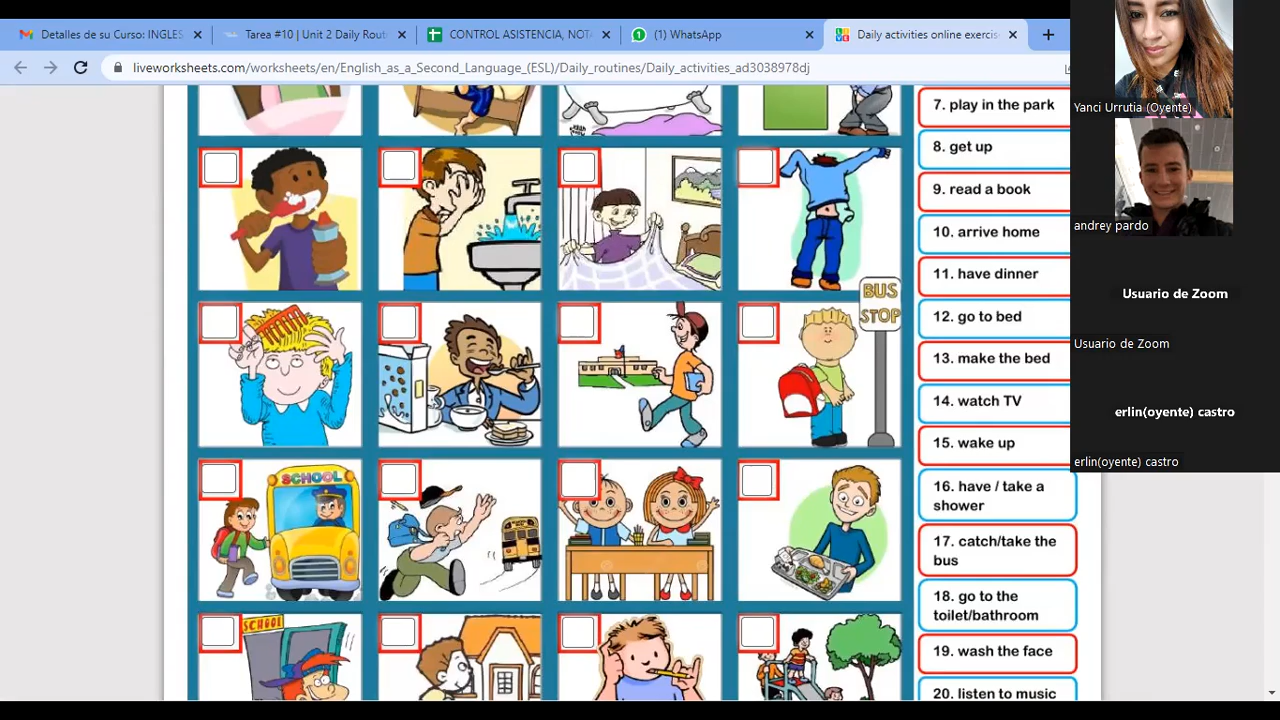 Detalles de su Curso: INGLES
Tarea #10 | Unit 2 Daily Rout
CONTROL ASISTENCIA, NOTA
(1) WhatsApp
Daily activities online exercis
liveworksheets.com/worksheets/en/English_as_a_Second_Language_(ESL)/Daily_routines/Daily_activities_ad3038978dj
7. play in the park
8. get up
9. read a book
10. arrive home
11. have dinner
12. go to bed
13. make the bed
14. watch TV
15. wake up
16. have / take a
shower
17. catch/take the
bus
18. go to the
toilet/bathroom
19. wash the face
20. listen to music
BUS
STOP
SCHOOL
SCHOOL
Yanci Urrutia (Oyente)
andrey pardo
Usuario de Zoom
Usuario de Zoom
erlin(oyente) castro
erlin(oyente) castro